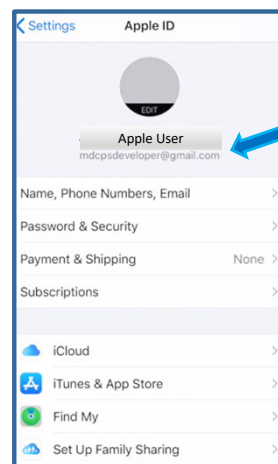 Settings Apple ID
EDIT
Apple User
mdcpsdeveloper@gmail.com
Name, Phone Numbers, Email
Password & Security
Payment & Shipping None
Subscriptions
iCloud
iTunes & App Store
Find My
Set Up Family Sharing